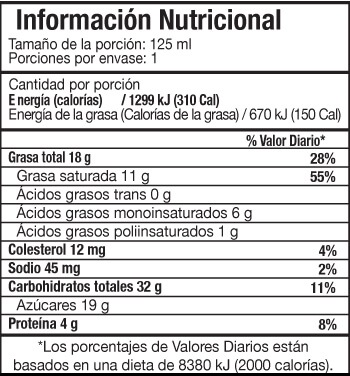 Información Nutricional
Tamaño de la porción: 125 ml
Porciones por envase: 1
Cantidad por porción
Energía (calorías) / 1299 kJ (310 Cal)
Energía de la grasa (Calorías de la grasa) / 670 kJ (150 Cal)
% Valor Diario*
Grasa total 18 g 28%
Grasa saturada 11 g 55%
Ácidos grasos trans 0 g
Ácidos grasos monoinsaturados 6 g
Ácidos grasos poliinsaturados 1 g
Colesterol 12 mg 4%
Sodio 45 mg 2%
Carbohidratos totales 32 g 11%
Azúcares 19 g
Proteína 4 g 8%
*Los porcentajes de Valores Diarios están
basados en una dieta de 8380 kJ (2000 calorías).